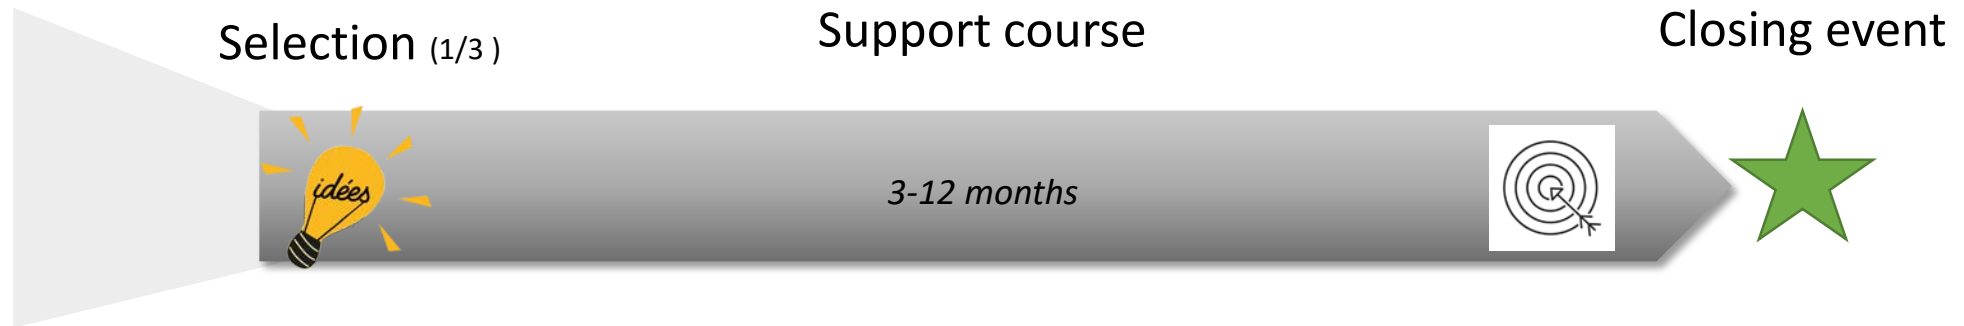 Selection (1/3 )
Support course
Closing event
idées
3-12 months